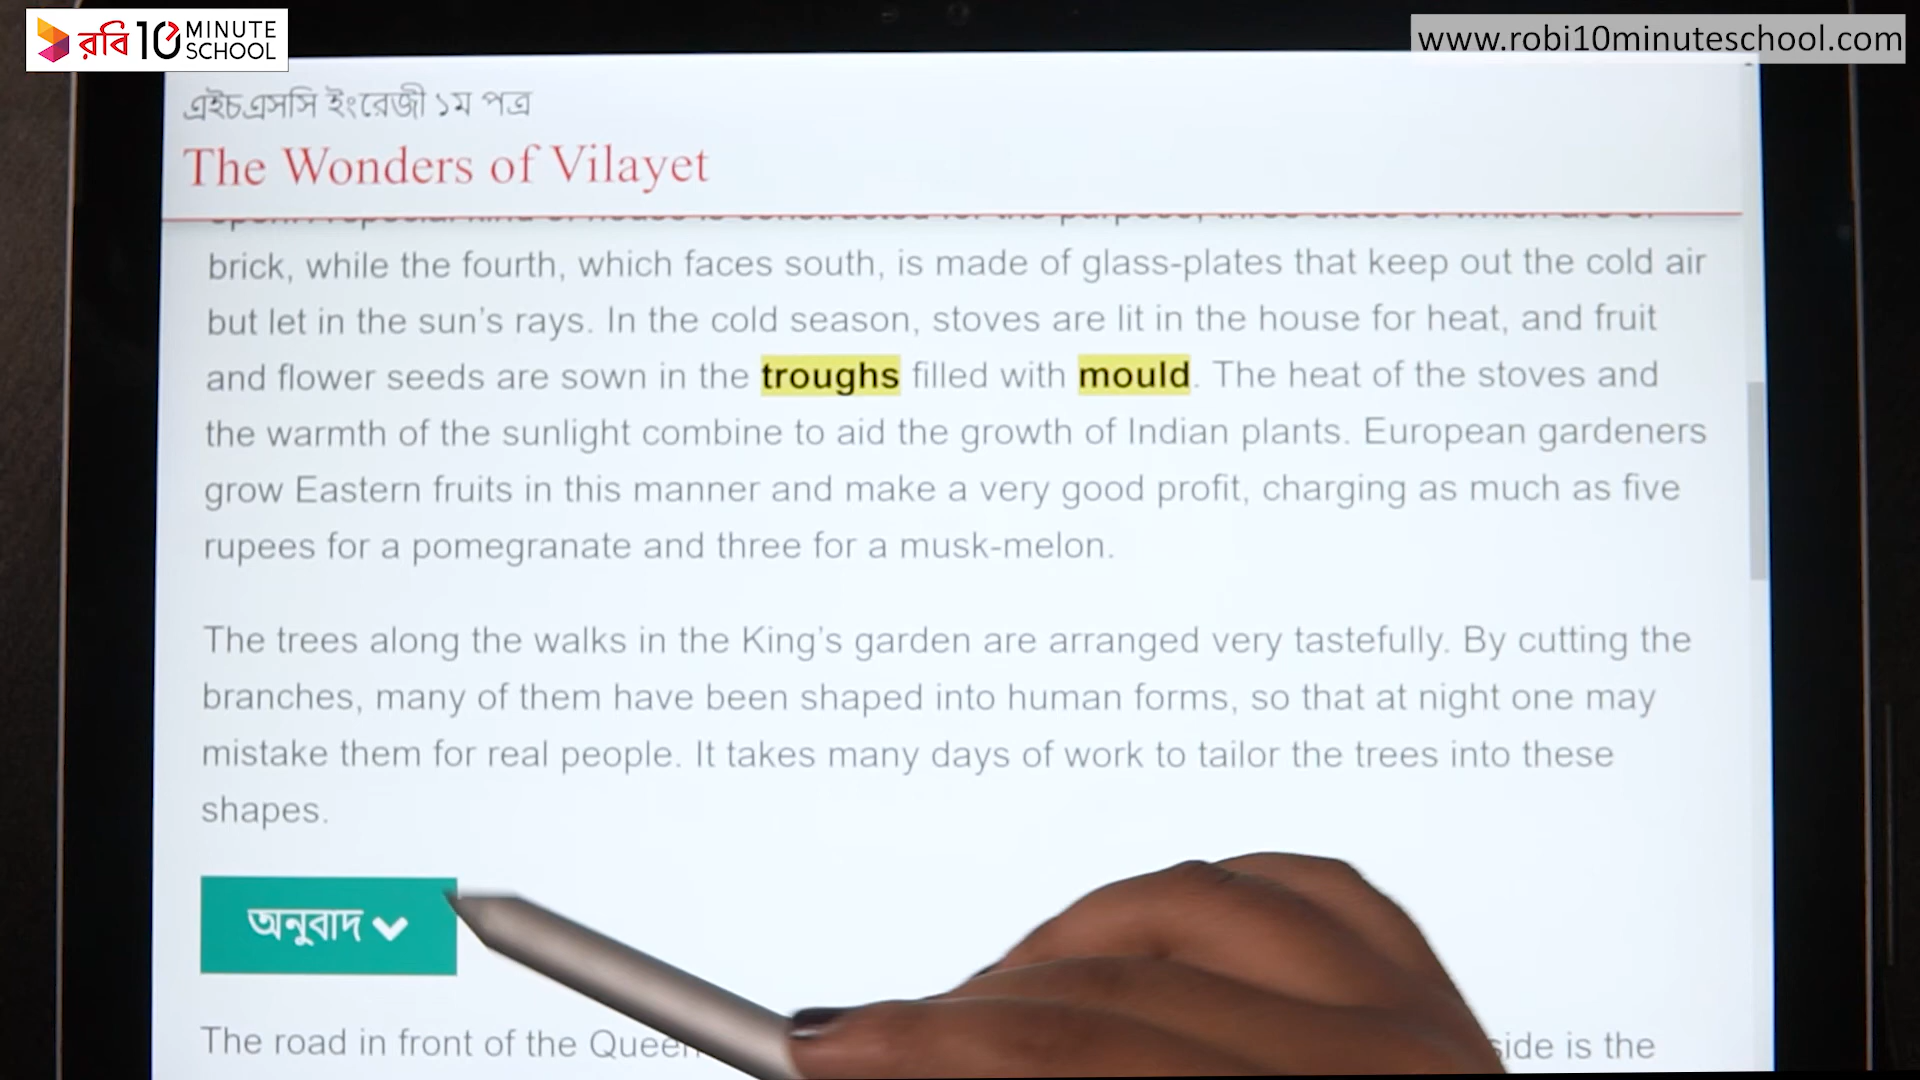 রবি 10 MINUTE SCHOOL
www.robi10minuteschool.com
এইচএসসি ইংরেজী ১ম পত্র
The Wonders of Vilayet
brick, while the fourth, which faces south, is made of glass-plates that keep out the cold air
but let in the sun's rays. In the cold season, stoves are lit in the house for heat, and fruit
and flower seeds are sown in the troughs filled with mould. The heat of the stoves and
the warmth of the sunlight combine to aid the growth of Indian plants. European gardeners
grow Eastern fruits in this manner and make a very good profit, charging as much as five
rupees for a pomegranate and three for a musk-melon.
The trees along the walks in the King's garden are arranged very tastefully. By cutting the
branches, many of them have been shaped into human forms, so that at night one may
mistake them for real people. It takes many days of work to tailor the trees into these
shapes.
অনুবাদ
The road in front of the is the